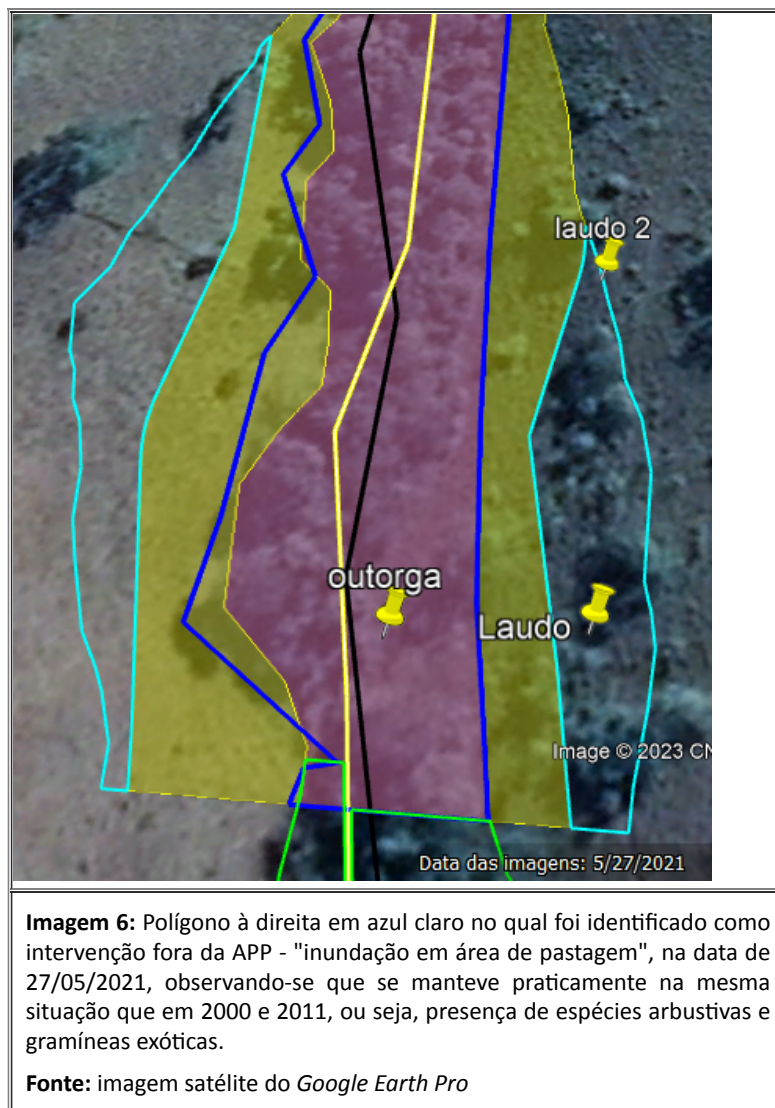 laudo 2
outorga
Laudo
Image © 2023 CN
Data das imagens: 5/27/2021
Imagem 6: Polígono à direita em azul claro no qual foi identificado como
intervenção fora da APP - "inundação em área de pastagem", na data de
27/05/2021, observando-se que se manteve praticamente na mesma
situação que em 2000 e 2011, ou seja, presença de espécies arbustivas e
gramíneas exóticas.
Fonte: imagem satélite do Google Earth Pro